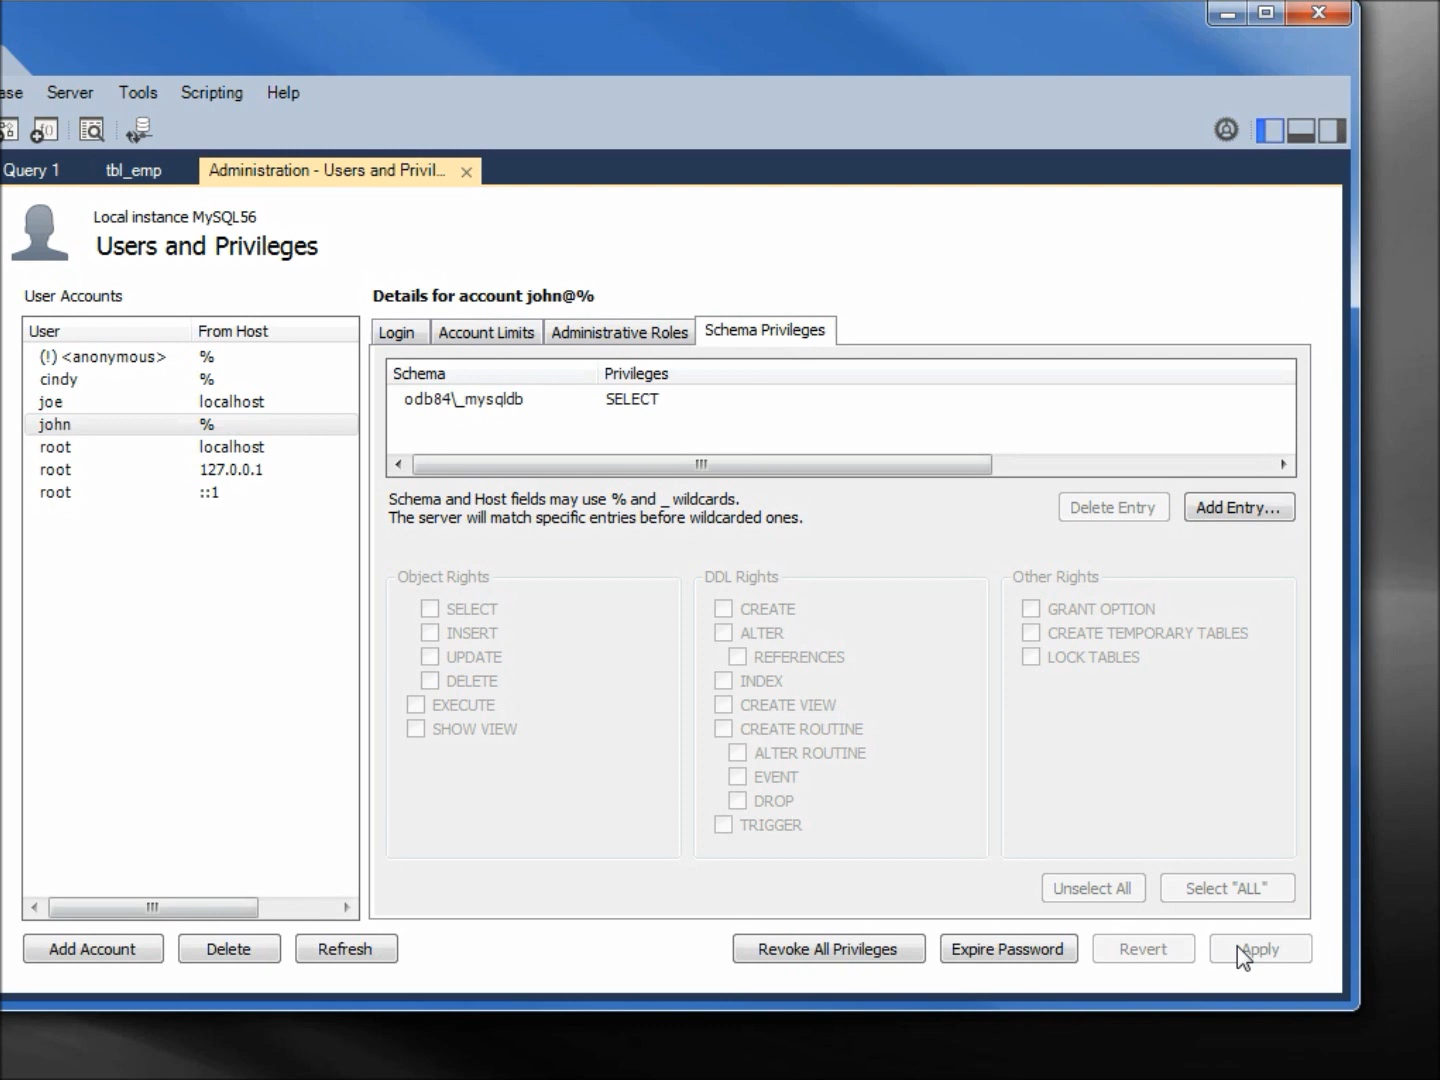 ase Server Tools Scripting Help
Query 1 tbl_emp Administration - Users and Privil...
Local instance MySQL56
Users and Privileges
User Accounts
User From Host
(!) <anonymous> %
cindy %
joe localhost
john %
root localhost
root 127.0.0.1
root ::1
Add Account Delete Refresh
Details for account john@%
Login Account Limits Administrative Roles Schema Privileges
Schema Privileges
odb84\_mysqldb SELECT
Schema and Host fields may use % and _ wildcards.
The server will match specific entries before wildcarded ones.
Delete Entry Add Entry...
Object Rights
SELECT
INSERT
UPDATE
DELETE
EXECUTE
SHOW VIEW
DDL Rights
CREATE
ALTER
REFERENCES
INDEX
CREATE VIEW
CREATE ROUTINE
ALTER ROUTINE
EVENT
DROP
TRIGGER
Other Rights
GRANT OPTION
CREATE TEMPORARY TABLES
LOCK TABLES
Unselect All Select "ALL"
Revoke All Privileges Expire Password Revert Apply